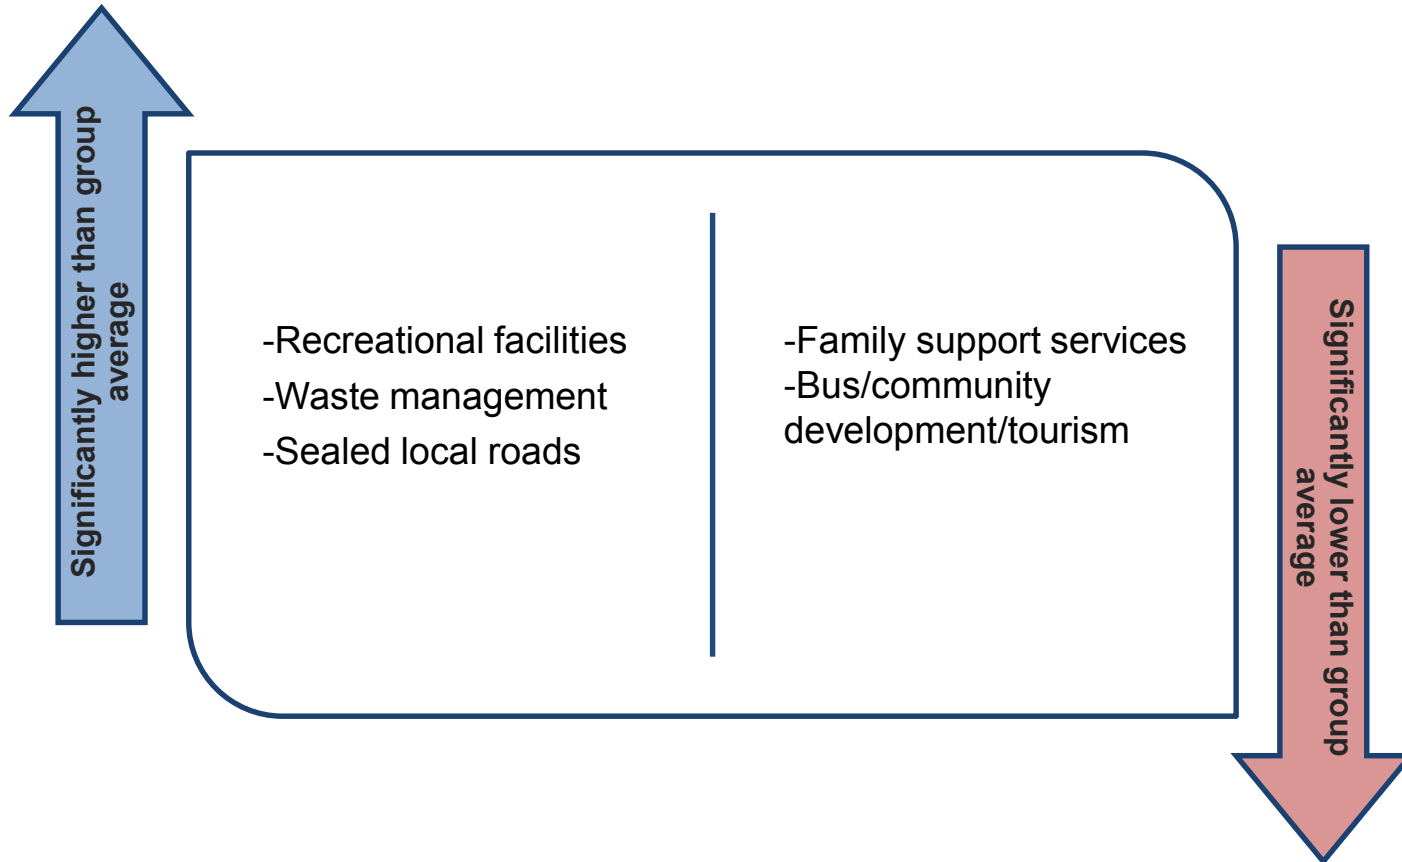 Significantly higher than group
average
-Recreational facilities
-Waste management
-Sealed local roads
-Family support services
-Bus/community
development/tourism
Significantly lower than group
average